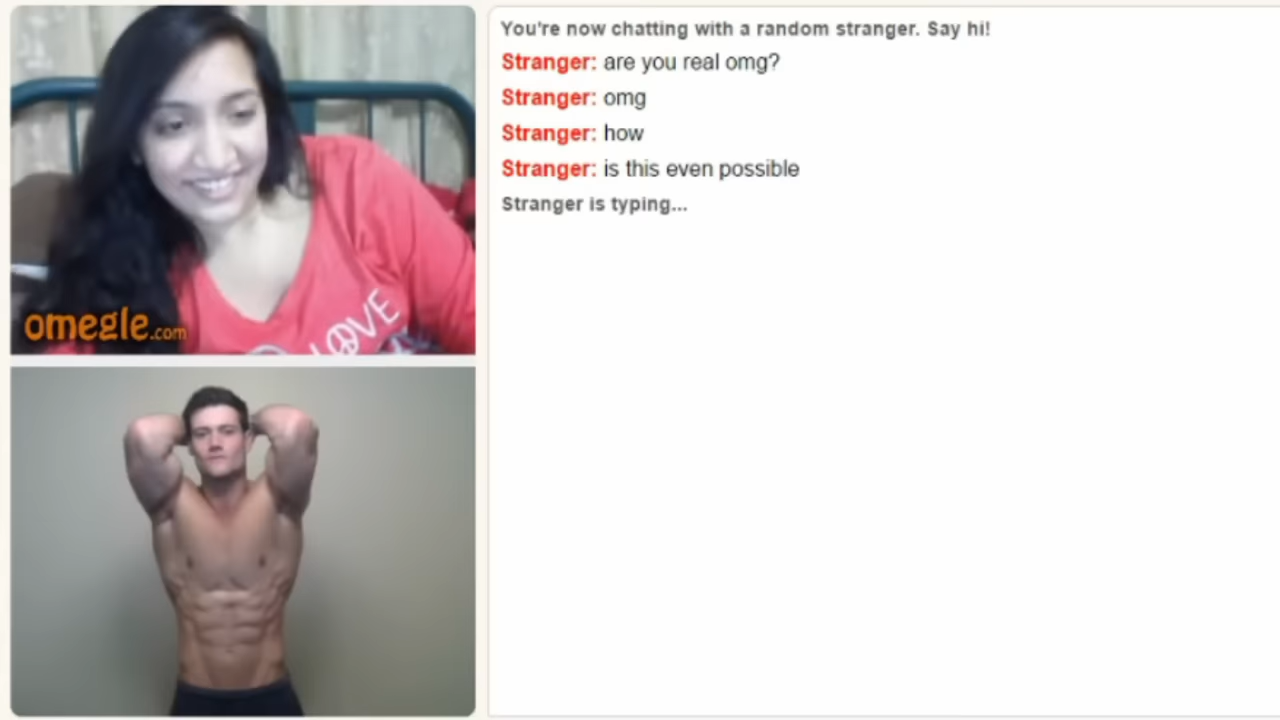 You're now chatting with a random stranger. Say hi!
Stranger: are you real omg?
Stranger: omg
Stranger: how
Stranger: is this even possible
Stranger is typing...
LOVE
omegle.com